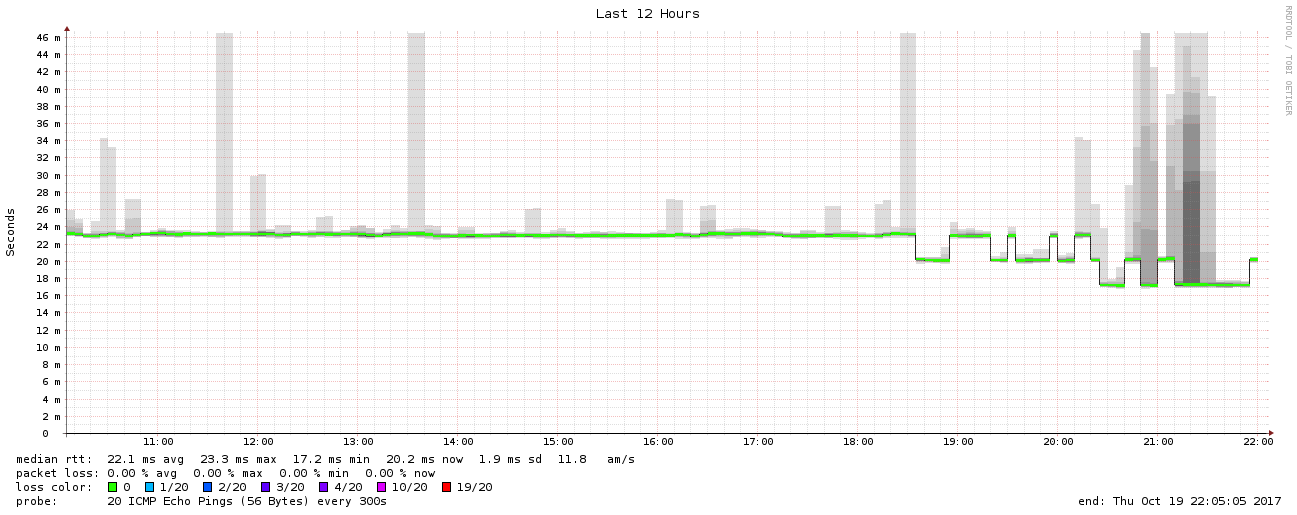 Last 12 Hours
RRDTOOL / TOBI OETIKER
Seconds
46 m
44 m
42 m
40 m
38 m
36 m
34 m
32 m
30 m
28 m
26 m
24 m
22 m
20 m
18 m
16 m
14 m
12 m
10 m
8 m
6 m
4 m
2 m
0
11:00 12:00 13:00 14:00 15:00 16:00 17:00 18:00 19:00 20:00 21:00 22:00
median rtt: 22.1 ms avg 23.3 ms max 17.2 ms min 20.2 ms now 1.9 ms sd 11.8 am/s
packet loss: 0.00 % avg 0.00 % max 0.00 % min 0.00 % now
loss color: 0 1/20 2/20 3/20 4/20 10/20 19/20
probe: 20 ICMP Echo Pings (56 Bytes) every 300s end: Thu Oct 19 22:05:05 2017